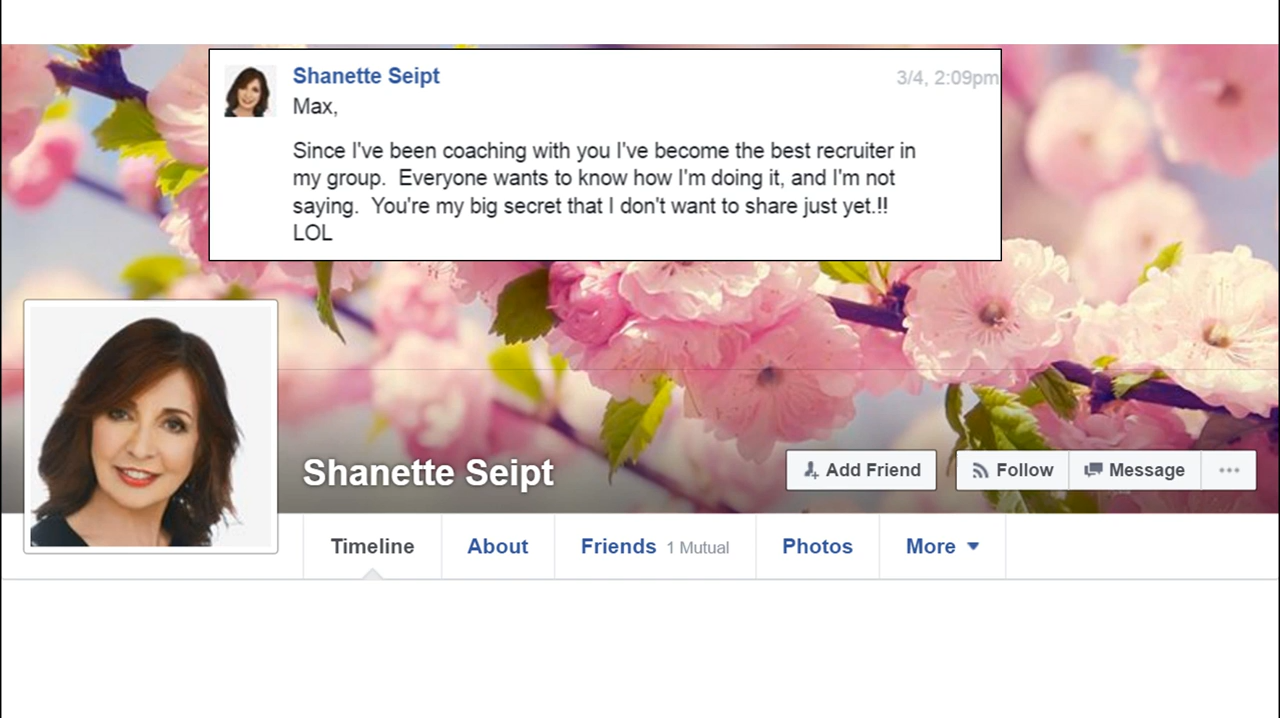 Shanette Seipt 3/4, 2:09pm
Max,
Since I've been coaching with you I've become the best recruiter in
my group.  Everyone wants to know how I'm doing it, and I'm not
saying.  You're my big secret that I don't want to share just yet.!!
LOL
Shanette Seipt
Add Friend Follow Message
Timeline About Friends 1 Mutual Photos More